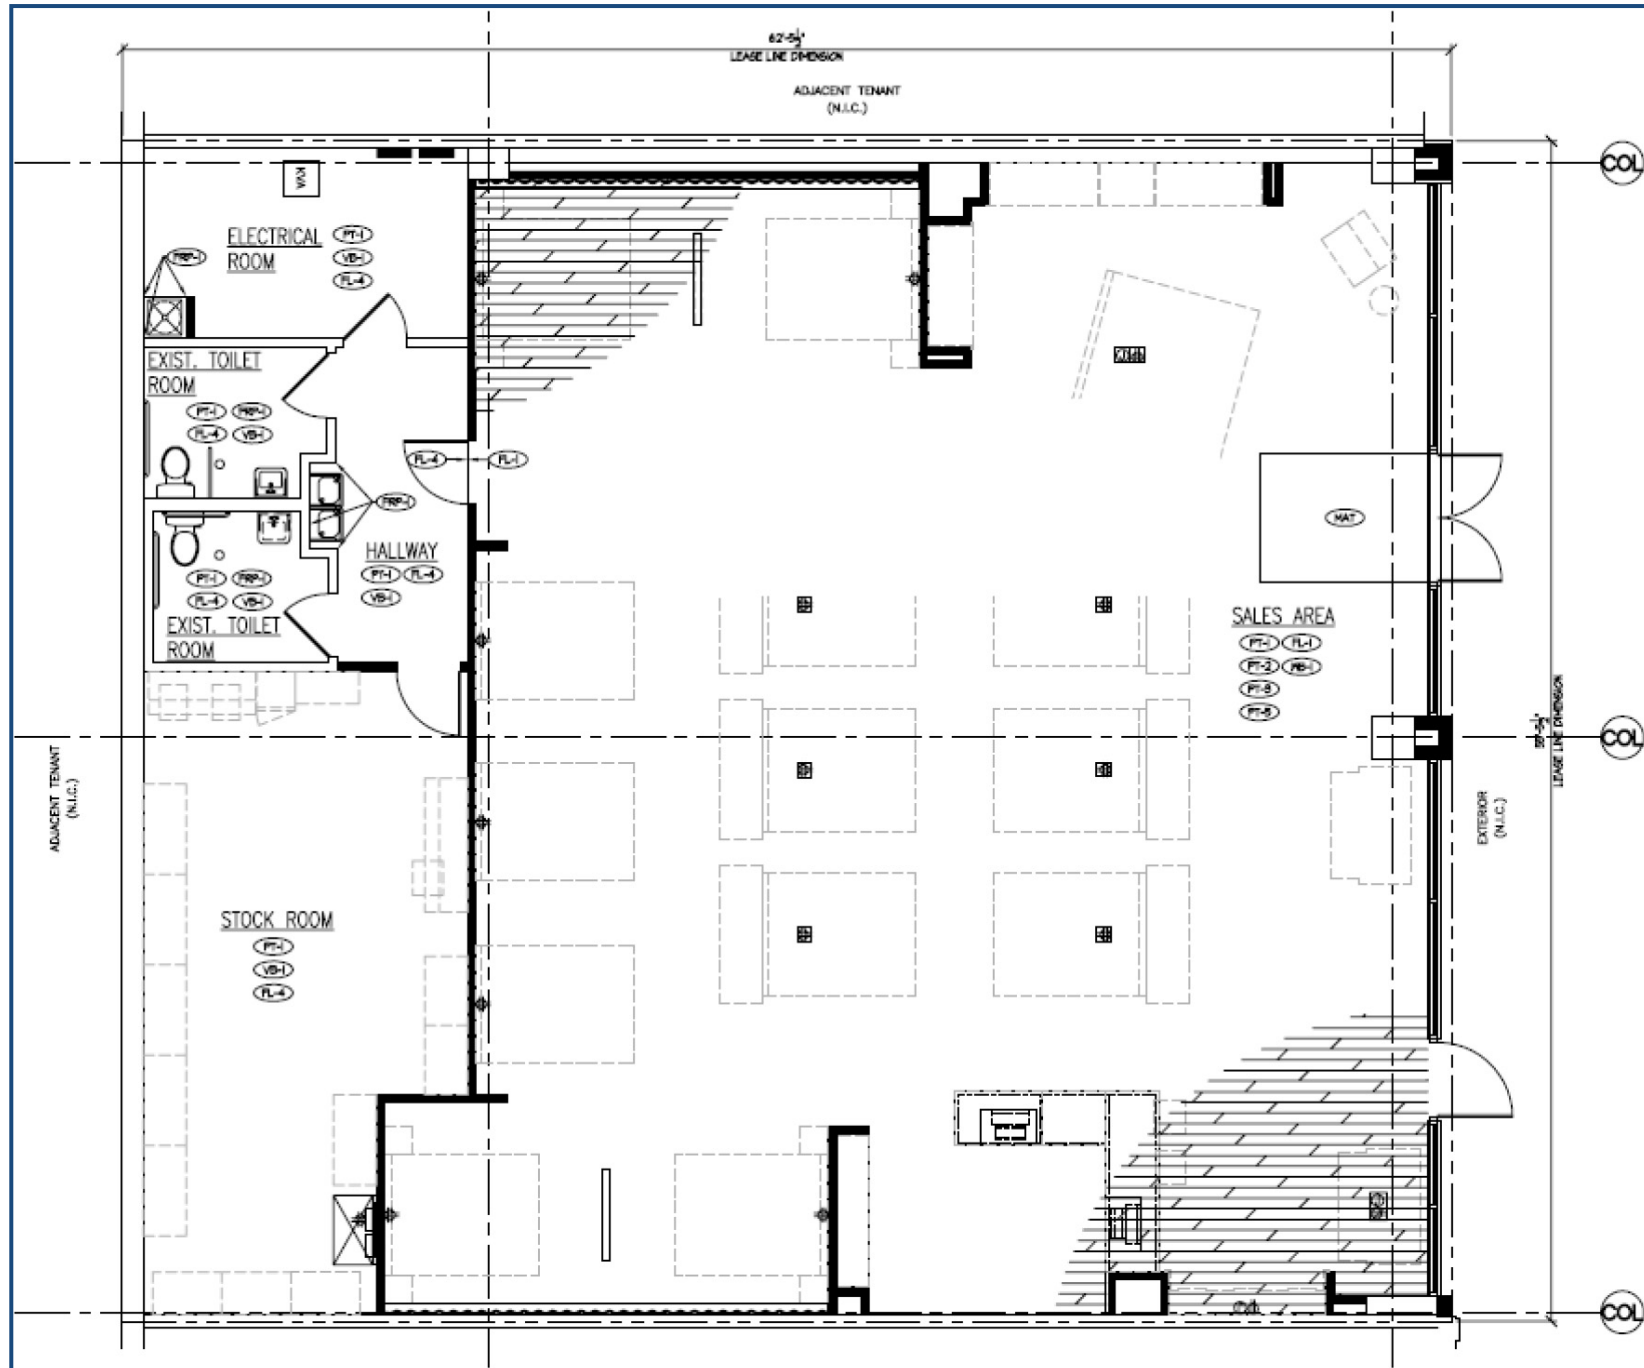 62'-5½"
LEASE LINE DIMENSION
ADJACENT TENANT
(N.I.C.)
COL
KVA
ELECTRICAL
ROOM
PT-1
VB-1
FL-4
FRP-1
EXIST. TOILET
ROOM
PT-1 FRP-1
FL-4 VB-1
FL-4 FL-1
FRP-1
MAT
HALLWAY
PT-1 FL-4
VB-1
PT-1 FRP-1
FL-4 VB-1
EXIST. TOILET
ROOM
SALES AREA
PT-1 FL-1
PT-2
COL
LEASE LINE DIMENSION
ADJACENT TENANT
(N.I.C.)
EXTERIOR
(N.I.C.)
STOCK ROOM
PT-1
VB-1
FL-4
COL